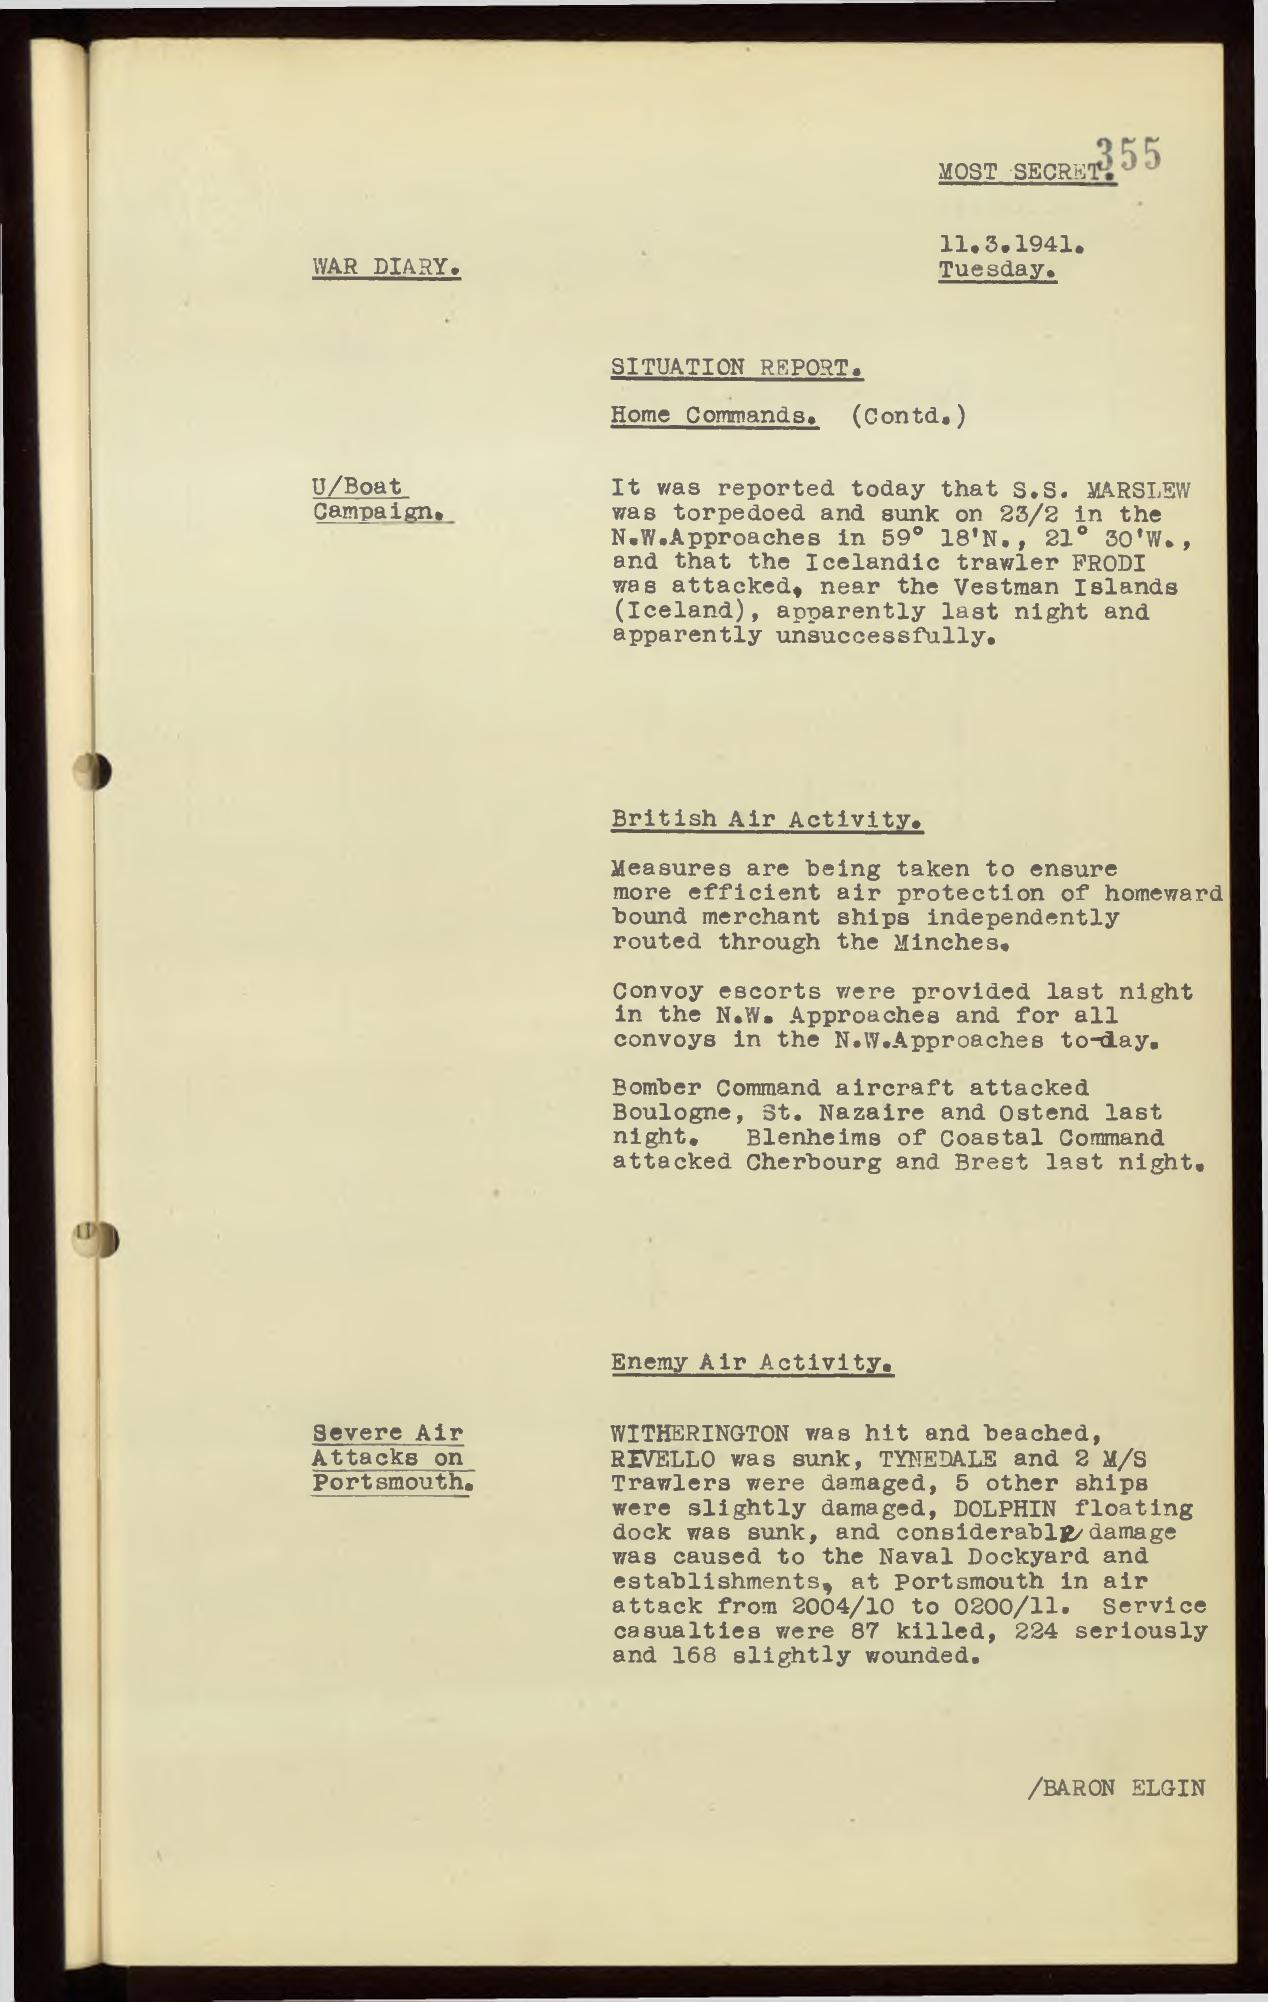 355
MOST SECRET.
11.3.1941.
WAR DIARY.
Tuesday.
SITUATION REPORT.
Home Commands. (Contd.)
U/Boat
Campaign.
It was reported today that S.S. MARSLEW
was torpedoed and sunk on 23/2 in the
N.W.Approaches in 59° 18'N., 21° 30'W.,
and that the Icelandic trawler FRODI
was attacked, near the Vestman Islands
(Iceland), apparently last night and
apparently unsuccessfully.
British Air Activity.
Measures are being taken to ensure
more efficient air protection of homeward
bound merchant ships independently
routed through the Minches.
Convoy escorts were provided last night
in the N.W. Approaches and for all
convoys in the N.W.Approaches to-day.
Bomber Command aircraft attacked
Boulogne, St. Nazaire and Ostend last
night. Blenheims of Coastal Command
attacked Cherbourg and Brest last night.
Enemy Air Activity.
Severe Air
Attacks on
Portsmouth.
WITHERINGTON was hit and beached,
REVELLO was sunk, TYNEDALE and 2 M/S
Trawlers were damaged, 5 other ships
were slightly damaged, DOLPHIN floating
dock was sunk, and considerable damage
was caused to the Naval Dockyard and
establishments, at Portsmouth in air
attack from 2004/10 to 0200/11. Service
casualties were 87 killed, 224 seriously
and 168 slightly wounded.
/BARON ELGIN